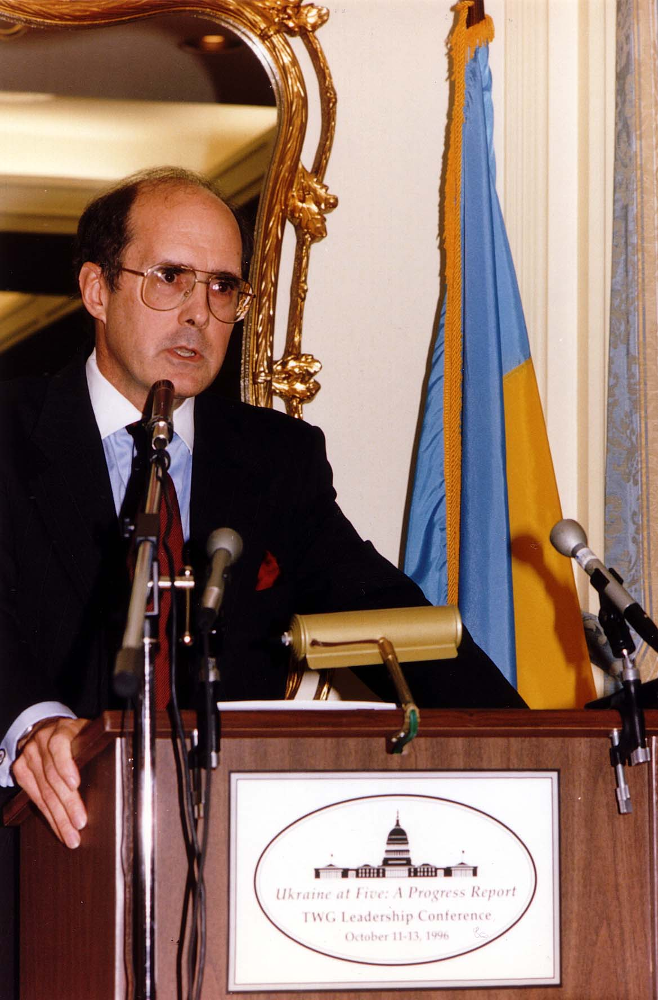 Ukraine at Five: A Progress Report
TWG Leadership Conference
October 11-13, 1996